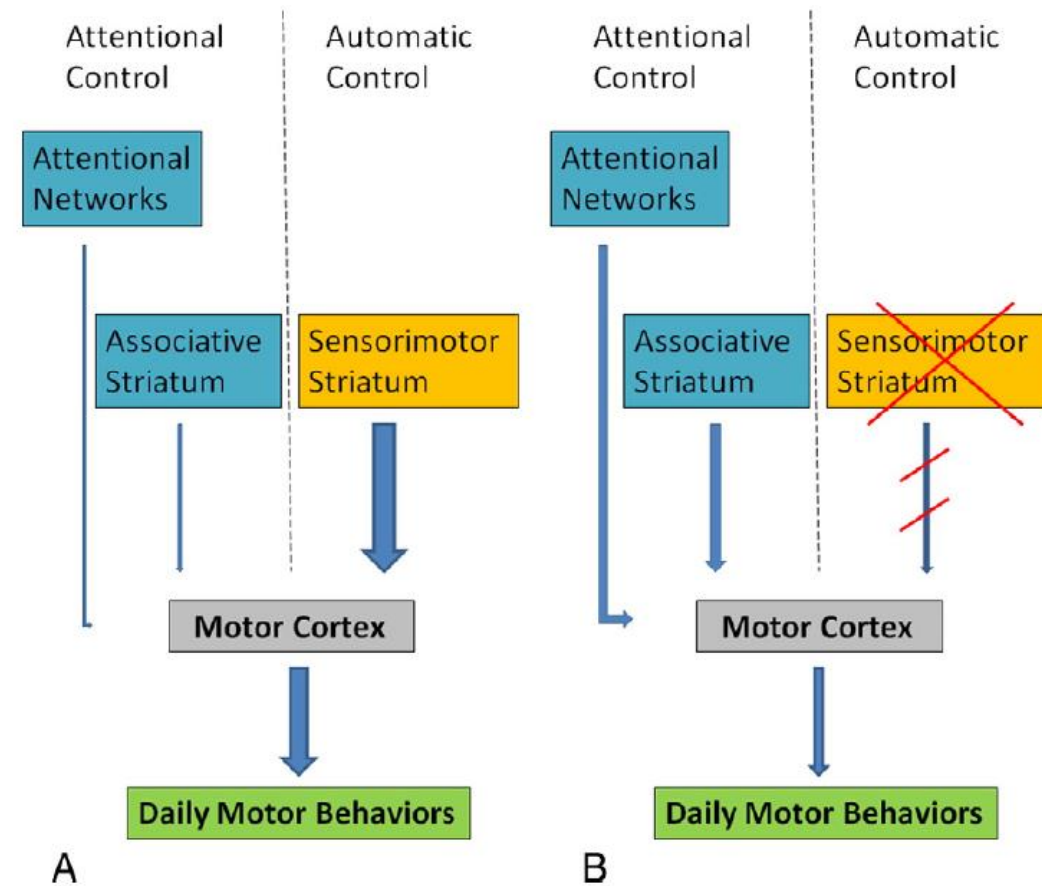 Attentional
Control
Automatic
Control
Attentional
Networks
Associative
Striatum
Sensorimotor
Striatum
Motor Cortex
Daily Motor Behaviors
A
Attentional
Control
Automatic
Control
Attentional
Networks
Associative
Striatum
Sensorimotor
Striatum
Motor Cortex
Daily Motor Behaviors
B